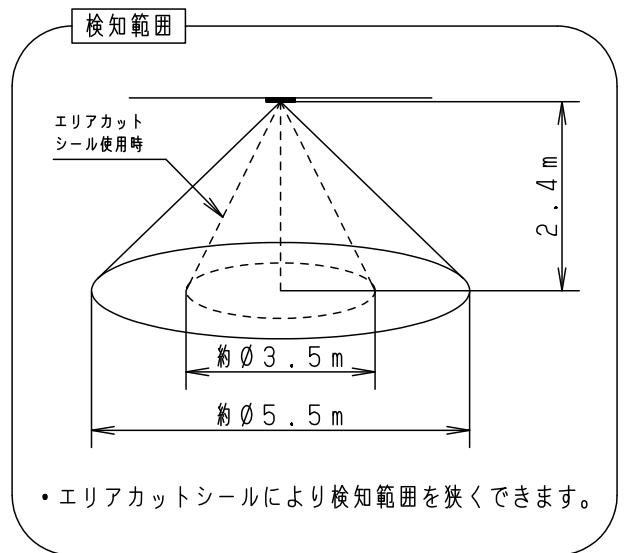 検知範囲
エリアカット
シール使用時
2.4m
約Ø3.5m
約Ø5.5m
・エリアカットシールにより検知範囲を狭くできます。